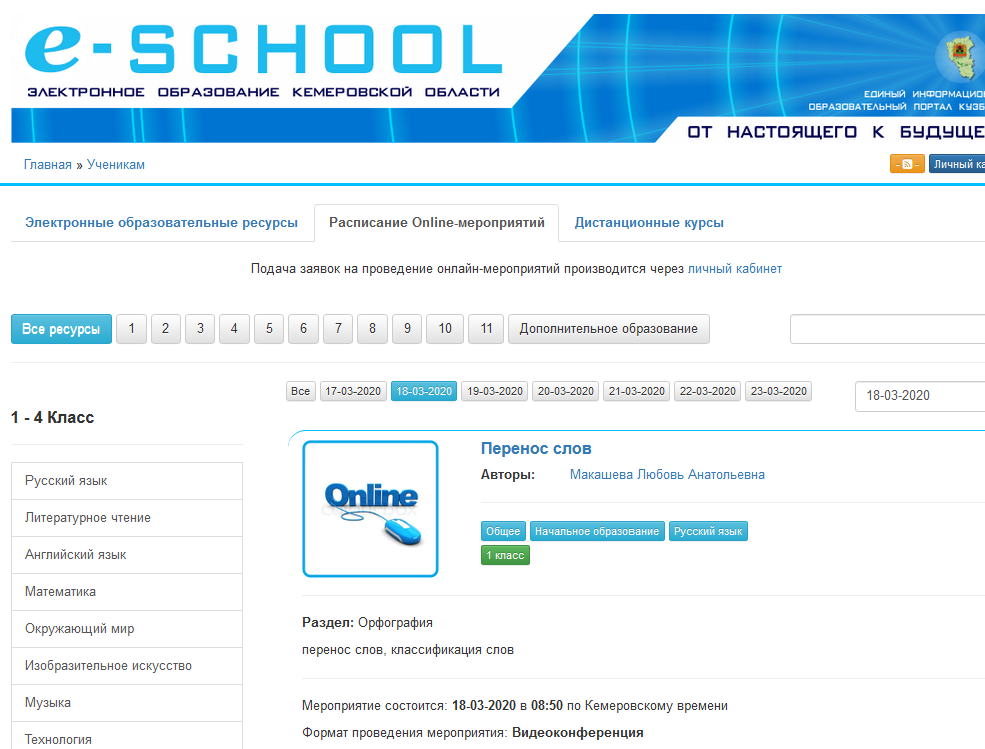 e-SCHOOL
ЭЛЕКТРОННОЕ ОБРАЗОВАНИЕ КЕМЕРОВСКОЙ ОБЛАСТИ
ЕДИНЫЙ ИНФОРМАЦИО
ОБРАЗОВАТЕЛЬНЫЙ ПОРТАЛ КУЗБ
ОТ НАСТОЯЩЕГО К БУДУЩЕ
Главная » Ученикам
Личный ка
Электронные образовательные ресурсы Расписание Online-мероприятий Дистанционные курсы
Подача заявок на проведение онлайн-мероприятий производится через личный кабинет
Все ресурсы 1 2 3 4 5 6 7 8 9 10 11 Дополнительное образование
Все 17-03-2020 18-03-2020 19-03-2020 20-03-2020 21-03-2020 22-03-2020 23-03-2020 18-03-2020
1 - 4 Класс
Русский язык
Литературное чтение
Английский язык
Математика
Окружающий мир
Изобразительное искусство
Музыка
Технология
Online
Перенос слов
Авторы: Макашева Любовь Анатольевна
Общее Начальное образование Русский язык
1 класс
Раздел: Орфография
перенос слов, классификация слов
Мероприятие состоится: 18-03-2020 в 08:50 по Кемеровскому времени
Формат проведения мероприятия: Видеоконференция